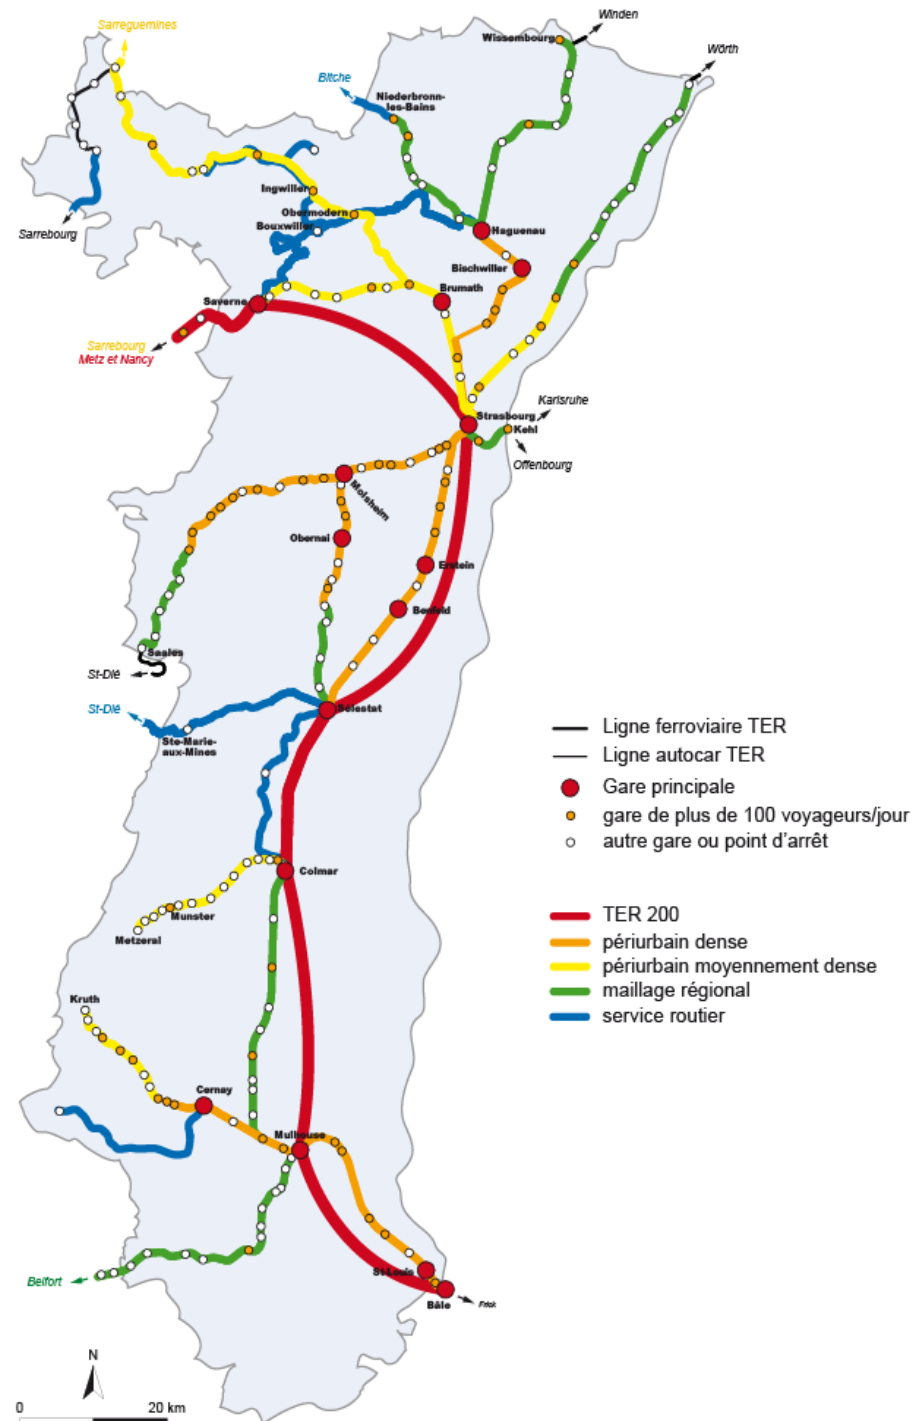 Sarreguemines
Winden
Wissembourg
Wörth
Bitche
Niederbronn-
les-Bains
Ingwiller
Obermodern
Bouxwiller
Sarrebourg
Haguenau
Bischwiller
Brumath
Saverne
Sarrebourg
Metz et Nancy
Karlsruhe
Strasbourg
Kehl
Offenbourg
Molsheim
Obernai
Erstein
Benfeld
Saales
St-Dié
Sélestat
St-Dié
Ste-Marie-
aux-Mines
Colmar
Munster
Metzeral
Kruth
Cernay
Mulhouse
Belfort
St-Louis
Bâle
Frick
Ligne ferroviaire TER
Ligne autocar TER
Gare principale
gare de plus de 100 voyageurs/jour
autre gare ou point d'arrêt
TER 200
périurbain dense
périurbain moyennement dense
maillage régional
service routier
N
0 20 km